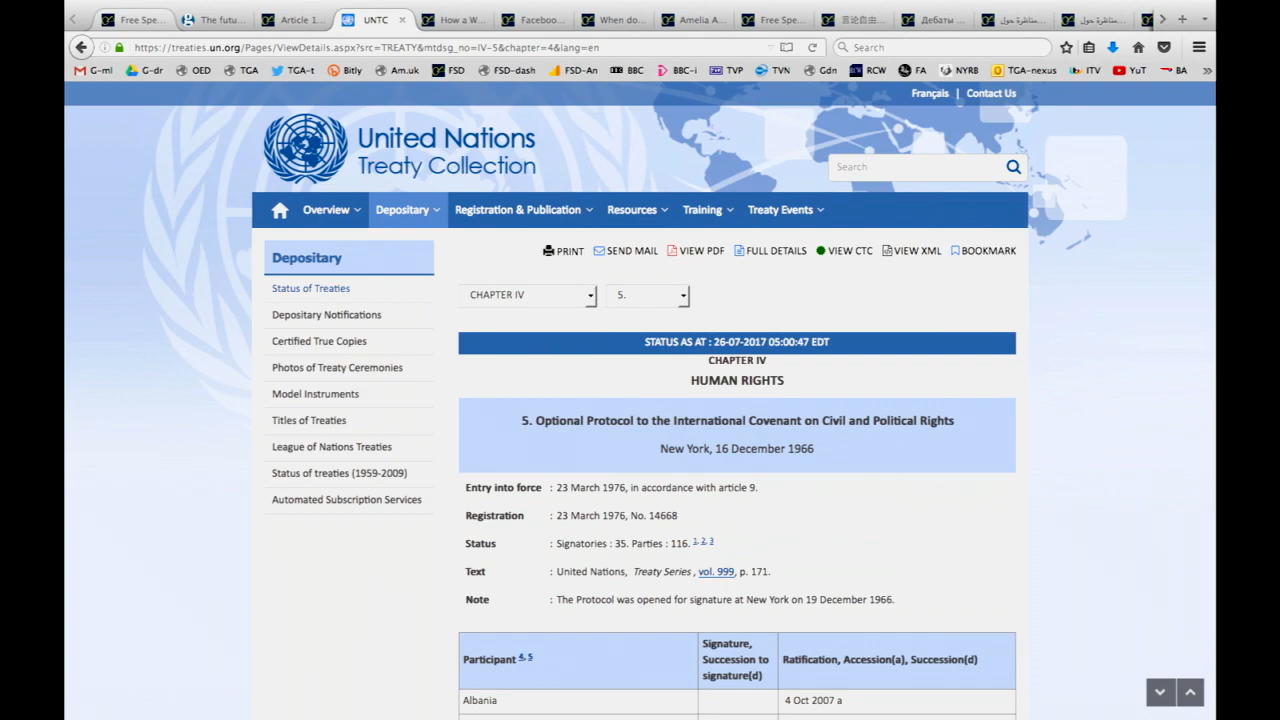 Free Spe...
The futu...
Article 1...
UNTC
How a W...
Faceboo...
When do...
Amelia A...
Free Spe...
言论自由...
Дебаты ...
مناظرة حول...
مناظرة حول...
https://treaties.un.org/Pages/ViewDetails.aspx?src=TREATY&mtdsg_no=IV-5&chapter=4&lang=en
Search
G-ml G-dr OED TGA TGA-t Bitly Am.uk FSD FSD-dash FSD-An BBC BBC-i TVP TVN Gdn RCW FA NYRB TGA-nexus ITV YuT BA
Français | Contact Us
United Nations
Treaty Collection
Search
Overview Depositary Registration & Publication Resources Training Treaty Events
Depositary
Status of Treaties
Depositary Notifications
Certified True Copies
Photos of Treaty Ceremonies
Model Instruments
Titles of Treaties
League of Nations Treaties
Status of treaties (1959-2009)
Automated Subscription Services
PRINT SEND MAIL VIEW PDF FULL DETAILS VIEW CTC VIEW XML BOOKMARK
CHAPTER IV 5.
STATUS AS AT : 26-07-2017 05:00:47 EDT
CHAPTER IV
HUMAN RIGHTS
5. Optional Protocol to the International Covenant on Civil and Political Rights
New York, 16 December 1966
Entry into force : 23 March 1976, in accordance with article 9.
Registration : 23 March 1976, No. 14668
Status : Signatories : 35. Parties : 116. 1, 2, 3
Text : United Nations, Treaty Series , vol. 999, p. 171.
Note : The Protocol was opened for signature at New York on 19 December 1966.
Participant 4, 5
Signature,
Succession to
signature(d)
Ratification, Accession(a), Succession(d)
Albania 4 Oct 2007 a